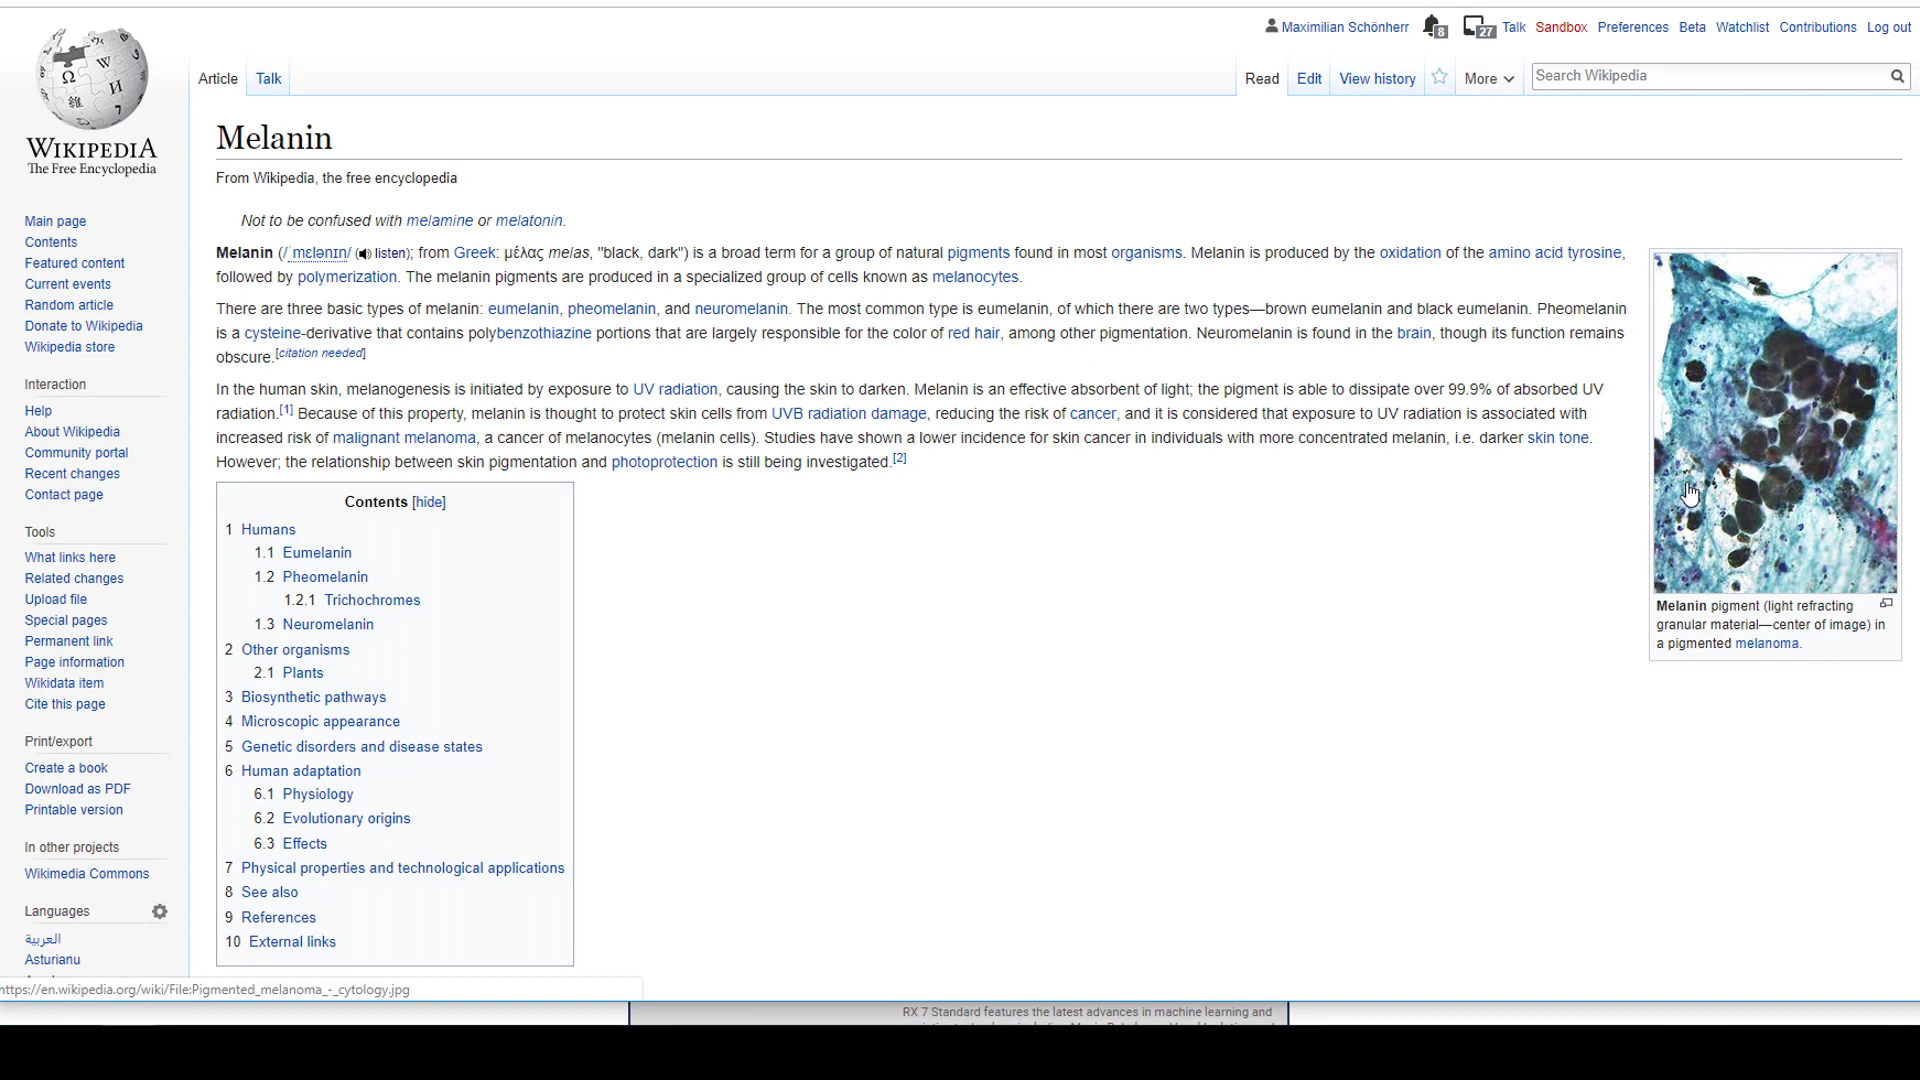 Maximilian Schönherr 8 27 Talk Sandbox Preferences Beta Watchlist Contributions Log out
Article Talk Read Edit View history More Search Wikipedia
WIKIPEDIA
The Free Encyclopedia
Main page
Contents
Featured content
Current events
Random article
Donate to Wikipedia
Wikipedia store
Interaction
Help
About Wikipedia
Community portal
Recent changes
Contact page
Tools
What links here
Related changes
Upload file
Special pages
Permanent link
Page information
Wikidata item
Cite this page
Print/export
Create a book
Download as PDF
Printable version
In other projects
Wikimedia Commons
Languages
العربية
Asturianu
Melanin
From Wikipedia, the free encyclopedia
Not to be confused with melamine or melatonin.
Melanin (/ˈmɛlənɪn/ (listen); from Greek: μέλας melas, "black, dark") is a broad term for a group of natural pigments found in most organisms. Melanin is produced by the oxidation of the amino acid tyrosine,
followed by polymerization. The melanin pigments are produced in a specialized group of cells known as melanocytes.
There are three basic types of melanin: eumelanin, pheomelanin, and neuromelanin. The most common type is eumelanin, of which there are two types—brown eumelanin and black eumelanin. Pheomelanin
is a cysteine-derivative that contains polybenzothiazine portions that are largely responsible for the color of red hair, among other pigmentation. Neuromelanin is found in the brain, though its function remains
obscure.[citation needed]
In the human skin, melanogenesis is initiated by exposure to UV radiation, causing the skin to darken. Melanin is an effective absorbent of light; the pigment is able to dissipate over 99.9% of absorbed UV
radiation.[1] Because of this property, melanin is thought to protect skin cells from UVB radiation damage, reducing the risk of cancer, and it is considered that exposure to UV radiation is associated with
increased risk of malignant melanoma, a cancer of melanocytes (melanin cells). Studies have shown a lower incidence for skin cancer in individuals with more concentrated melanin, i.e. darker skin tone.
However; the relationship between skin pigmentation and photoprotection is still being investigated.[2]
Contents [hide]
1 Humans
1.1 Eumelanin
1.2 Pheomelanin
1.2.1 Trichochromes
1.3 Neuromelanin
2 Other organisms
2.1 Plants
3 Biosynthetic pathways
4 Microscopic appearance
5 Genetic disorders and disease states
6 Human adaptation
6.1 Physiology
6.2 Evolutionary origins
6.3 Effects
7 Physical properties and technological applications
8 See also
9 References
10 External links
Melanin pigment (light refracting
granular material—center of image) in
a pigmented melanoma.
https://en.wikipedia.org/wiki/File:Pigmented_melanoma_-_cytology.jpg
RX 7 Standard features the latest advances in machine learning and